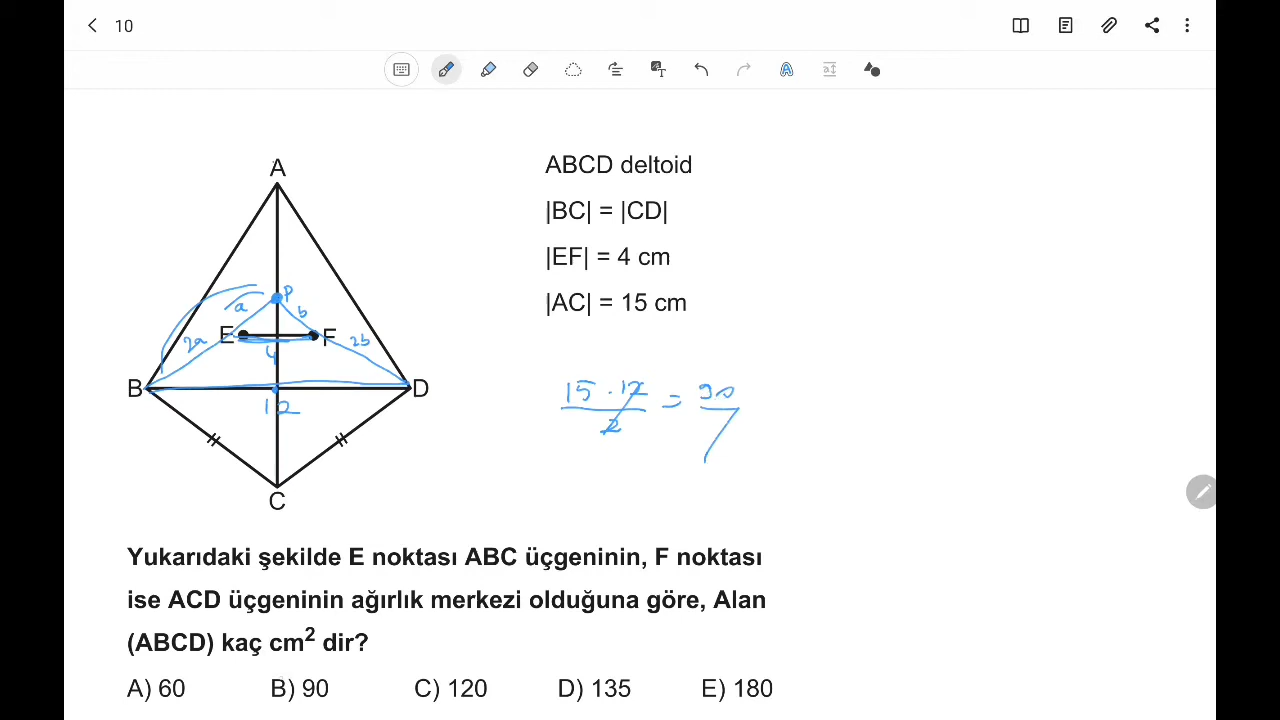 10
A
ABCD deltoid
|BC| = |CD|
|EF| = 4 cm
|AC| = 15 cm
P
a
b
E
F
2a
2b
4
B
D
12
15 . 12 = 90
2
C
Yukarıdaki şekilde E noktası ABC üçgeninin, F noktası
ise ACD üçgeninin ağırlık merkezi olduğuna göre, Alan
(ABCD) kaç cm² dir?
A) 60 B) 90 C) 120 D) 135 E) 180